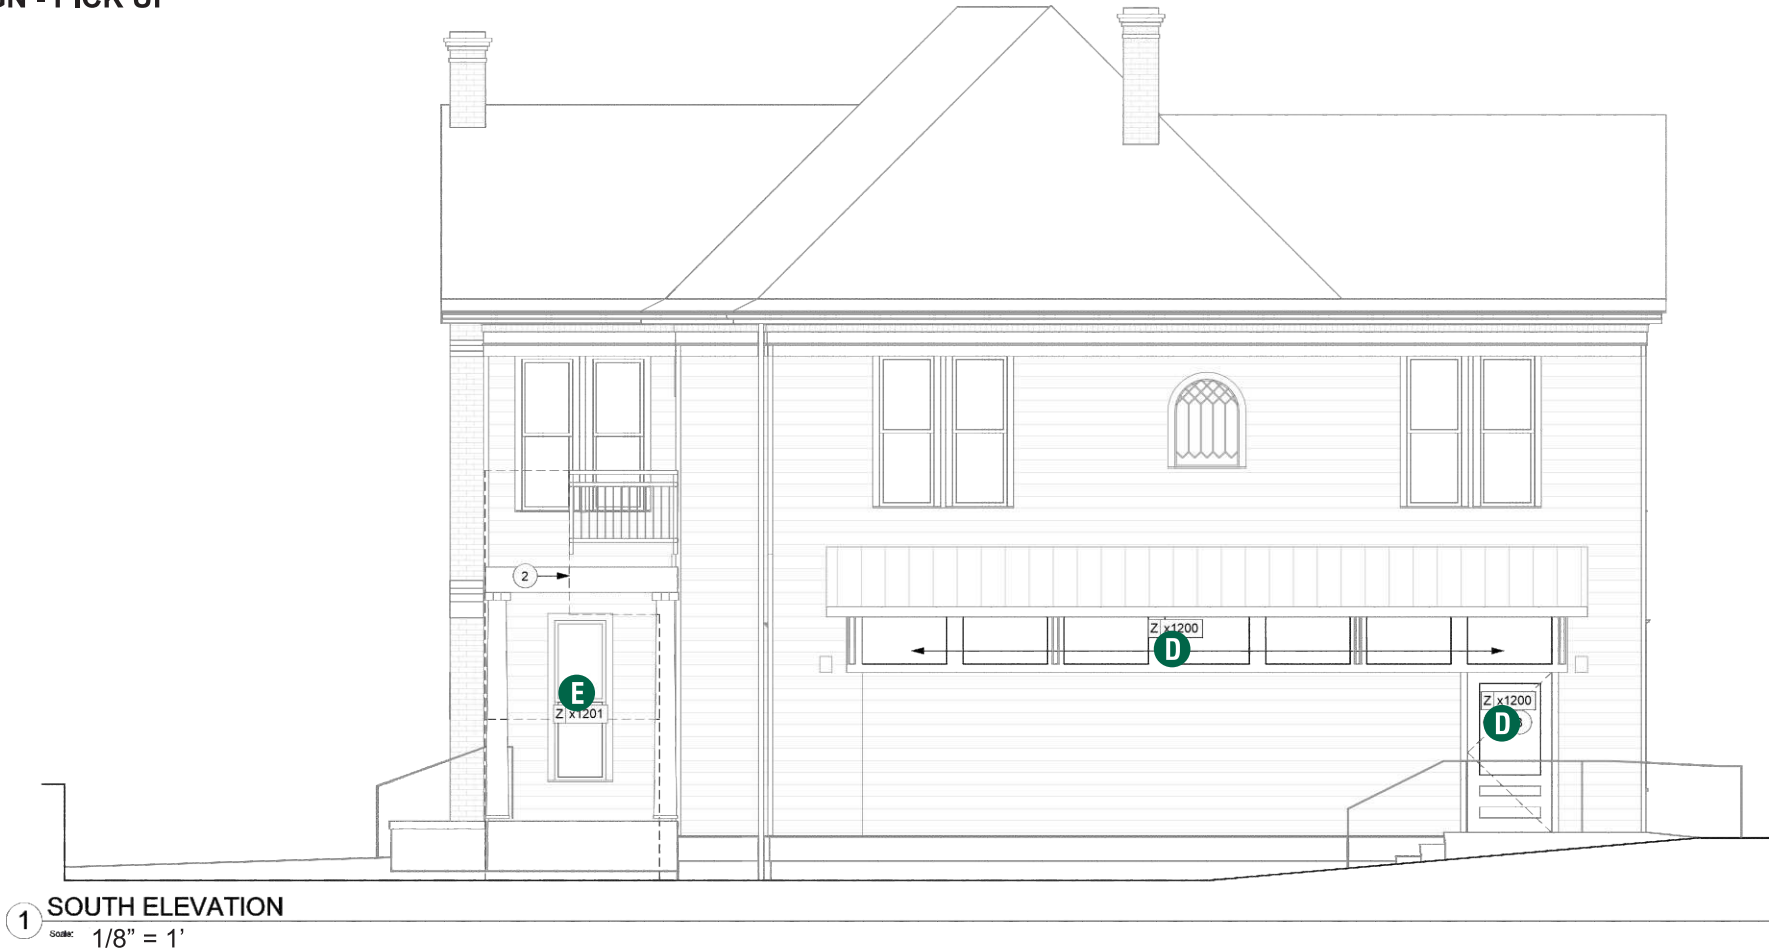 2
Z x1200
D
E
Z x1201
Z x1200
D
1 SOUTH ELEVATION
Scale: 1/8” = 1’